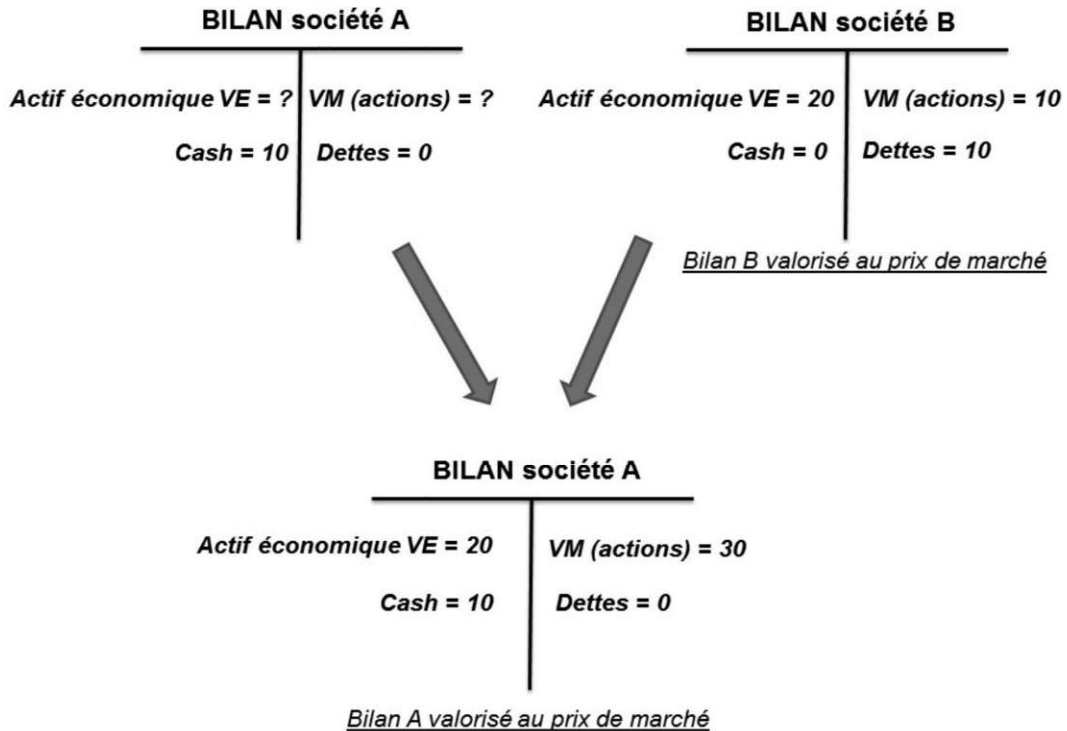 BILAN société A
Actif économique VE = ? VM (actions) = ?
Cash = 10 Dettes = 0
BILAN société B
Actif économique VE = 20 VM (actions) = 10
Cash = 0 Dettes = 10
Bilan B valorisé au prix de marché
BILAN société A
Actif économique VE = 20 VM (actions) = 30
Cash = 10 Dettes = 0
Bilan A valorisé au prix de marché